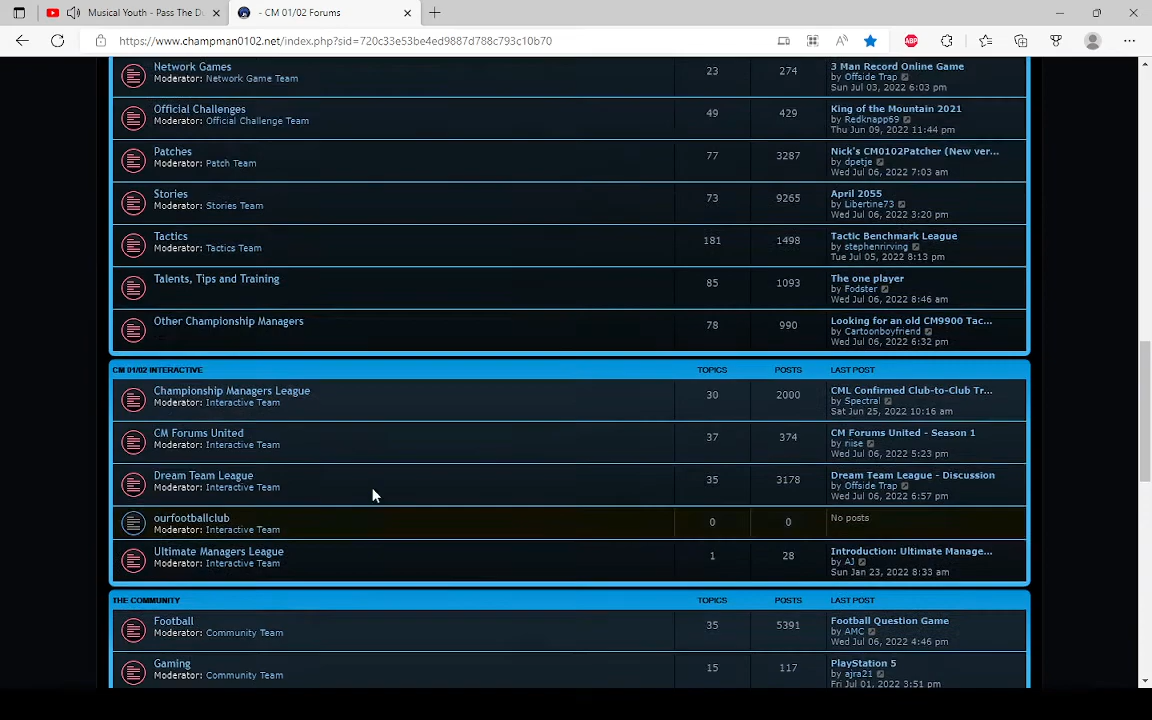 Musical Youth - Pass The Du
- CM 01/02 Forums
https://www.champman0102.net/index.php?sid=720c33e53be4ed9887d788c793c10b70
ABP
Network Games
Moderator: Network Game Team
23
274
3 Man Record Online Game
by Offside Trap
Sun Jul 03, 2022 6:03 pm
Official Challenges
Moderator: Official Challenge Team
49
429
King of the Mountain 2021
by Redknapp69
Thu Jun 09, 2022 11:44 pm
Patches
Moderator: Patch Team
77
3287
Nick's CM0102Patcher (New ver...
by dpetje
Wed Jul 06, 2022 7:03 am
Stories
Moderator: Stories Team
73
9265
April 2055
by Libertine73
Wed Jul 06, 2022 3:20 pm
Tactics
Moderator: Tactics Team
181
1498
Tactic Benchmark League
by stephenrirving
Tue Jul 05, 2022 8:13 pm
Talents, Tips and Training
85
1093
The one player
by Fodster
Wed Jul 06, 2022 8:46 am
Other Championship Managers
78
990
Looking for an old CM9900 Tac...
by Cartoonboyfriend
Wed Jul 06, 2022 6:32 pm
CM 01/02 INTERACTIVE
TOPICS
POSTS
LAST POST
Championship Managers League
Moderator: Interactive Team
30
2000
CML Confirmed Club-to-Club Tr...
by Spectral
Sat Jun 25, 2022 10:16 am
CM Forums United
Moderator: Interactive Team
37
374
CM Forums United - Season 1
by riise
Wed Jul 06, 2022 5:23 pm
Dream Team League
Moderator: Interactive Team
35
3178
Dream Team League - Discussion
by Offside Trap
Wed Jul 06, 2022 6:57 pm
ourfootballclub
Moderator: Interactive Team
0
0
No posts
Ultimate Managers League
Moderator: Interactive Team
1
28
Introduction: Ultimate Manage...
by AJ
Sun Jan 23, 2022 8:33 am
THE COMMUNITY
TOPICS
POSTS
LAST POST
Football
Moderator: Community Team
35
5391
Football Question Game
by AMC
Wed Jul 06, 2022 4:46 pm
Gaming
Moderator: Community Team
15
117
PlayStation 5
by ajra21
Fri Jul 01, 2022 3:51 pm